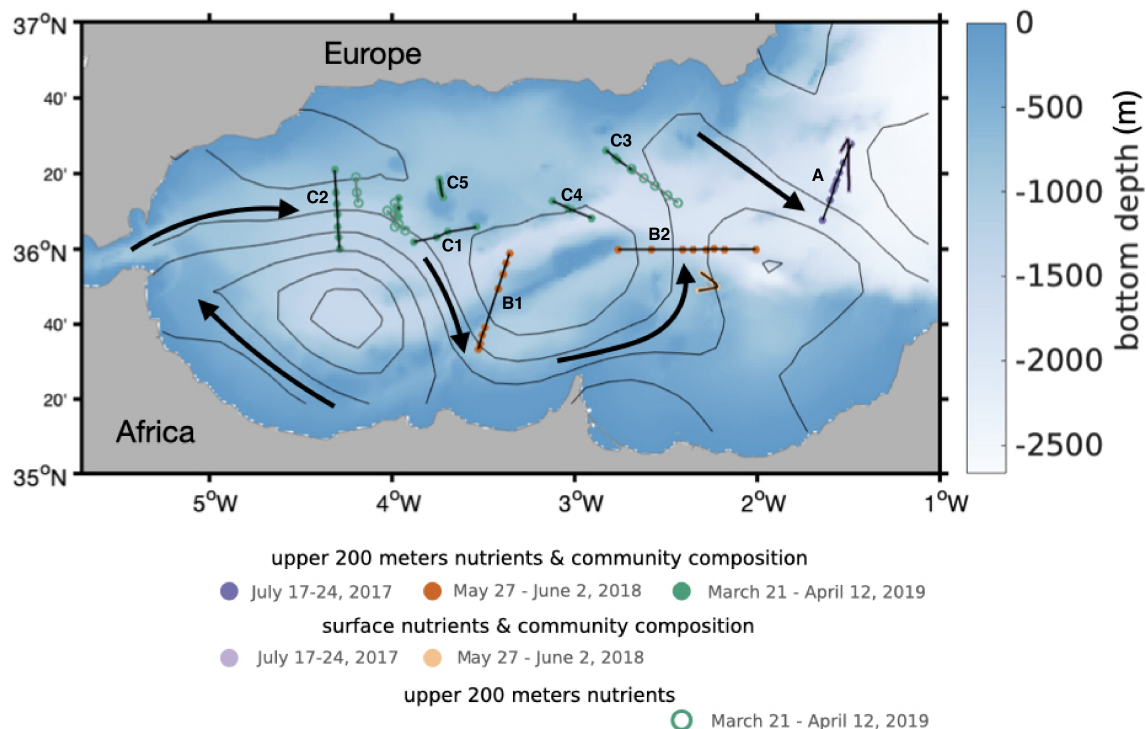 37°N
40'
20'
36°N
40'
20'
35°N
5°W
4°W
3°W
2°W
1°W
Europe
Africa
C2
C5
C1
C3
C4
B1
B2
A
0
-500
-1000
-1500
-2000
-2500
bottom depth (m)
upper 200 meters nutrients & community composition
July 17-24, 2017 May 27 - June 2, 2018 March 21 - April 12, 2019
surface nutrients & community composition
July 17-24, 2017 May 27 - June 2, 2018
upper 200 meters nutrients
March 21 - April 12, 2019